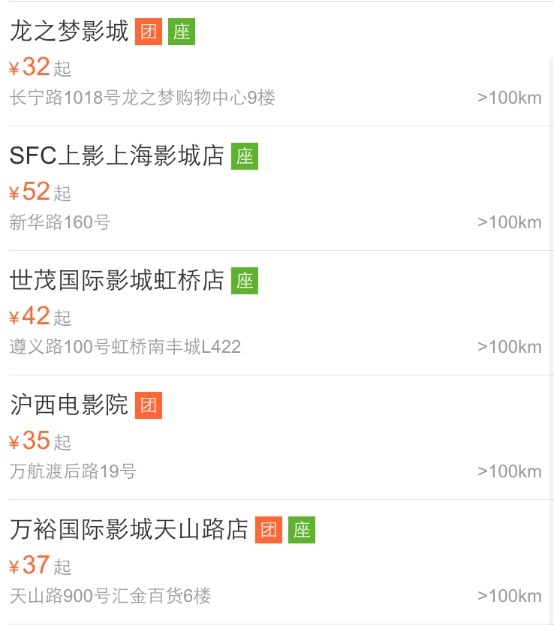 龙之梦影城 团 座
¥32起
长宁路1018号龙之梦购物中心9楼 >100km
SFC上影上海影城店 座
¥52起
新华路160号 >100km
世茂国际影城虹桥店 座
¥42起
遵义路100号虹桥南丰城L422 >100km
沪西电影院 团
¥35起
万航渡后路19号 >100km
万裕国际影城天山路店 团 座
¥37起
天山路900号汇金百货6楼 >100km